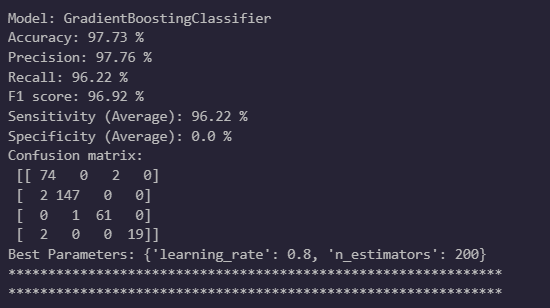 Model: GradientBoostingClassifier
Accuracy: 97.73 %
Precision: 97.76 %
Recall: 96.22 %
F1 score: 96.92 %
Sensitivity (Average): 96.22 %
Specificity (Average): 0.0 %
Confusion matrix:
[[ 74   0   2   0]
[  2 147   0   0]
[  0   1  61   0]
[  2   0   0  19]]
Best Parameters: {'learning_rate': 0.8, 'n_estimators': 200}
**************************************************************
**************************************************************